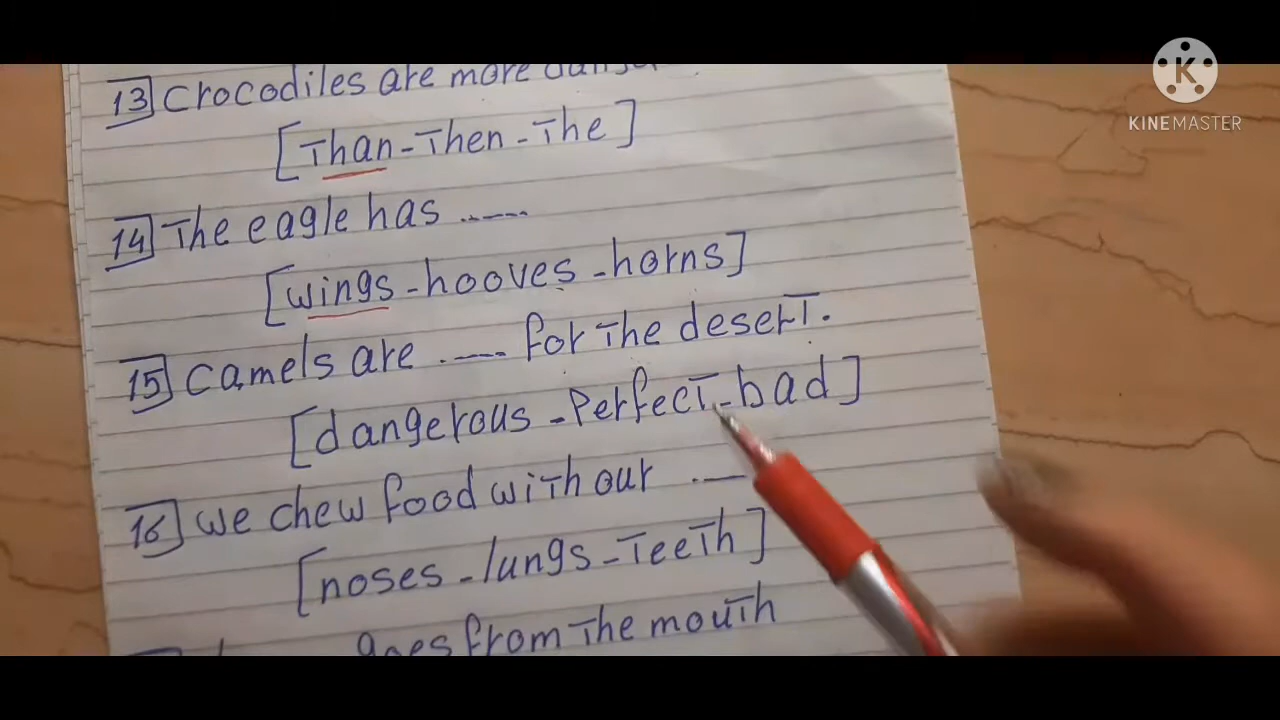 KINEMASTER
13 Crocodiles are more
[Than-Then-The]
14 The eagle has ......
[wings-hooves-horns]
15 Camels are ...... for the desert.
[dangerous-Perfect-bad]
16 we chew food with our ....
[noses-lungs-Teeth]
goes from The mouth